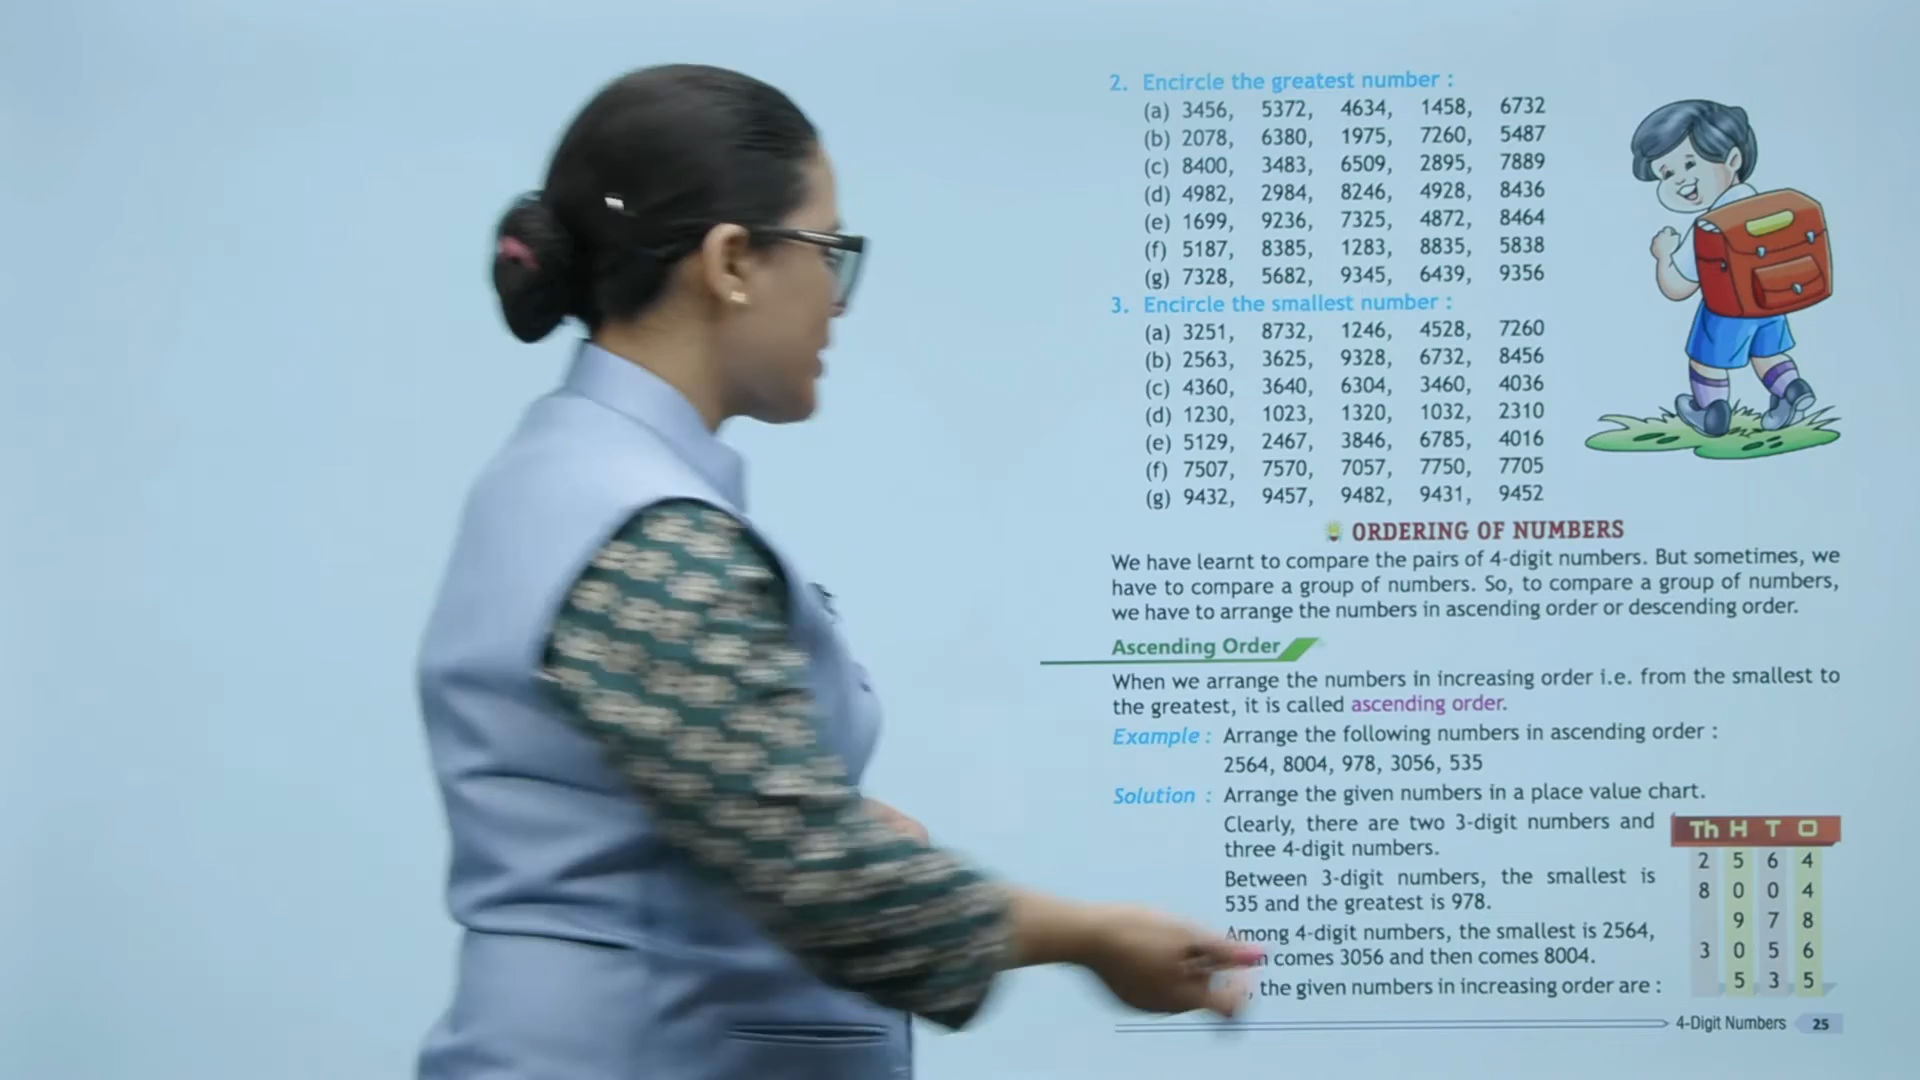 2. Encircle the greatest number :
(a) 3456, 5372, 4634, 1458, 6732
(b) 2078, 6380, 1975, 7260, 5487
(c) 8400, 3483, 6509, 2895, 7889
(d) 4982, 2984, 8246, 4928, 8436
(e) 1699, 9236, 7325, 4872, 8464
(f) 5187, 8385, 1283, 8835, 5838
(g) 7328, 5682, 9345, 6439, 9356
3. Encircle the smallest number :
(a) 3251, 8732, 1246, 4528, 7260
(b) 2563, 3625, 9328, 6732, 8456
(c) 4360, 3640, 6304, 3460, 4036
(d) 1230, 1023, 1320, 1032, 2310
(e) 5129, 2467, 3846, 6785, 4016
(f) 7507, 7570, 7057, 7750, 7705
(g) 9432, 9457, 9482, 9431, 9452
ORDERING OF NUMBERS
We have learnt to compare the pairs of 4-digit numbers. But sometimes, we
have to compare a group of numbers. So, to compare a group of numbers,
we have to arrange the numbers in ascending order or descending order.
Ascending Order
When we arrange the numbers in increasing order i.e. from the smallest to
the greatest, it is called ascending order.
Example : Arrange the following numbers in ascending order :
2564, 8004, 978, 3056, 535
Solution : Arrange the given numbers in a place value chart.
Clearly, there are two 3-digit numbers and
three 4-digit numbers.
Between 3-digit numbers, the smallest is
535 and the greatest is 978.
Among 4-digit numbers, the smallest is 2564,
comes 3056 and then comes 8004.
, the given numbers in increasing order are :
Th H T O
2 5 6 4
8 0 0 4
9 7 8
3 0 5 6
5 3 5
4-Digit Numbers 25